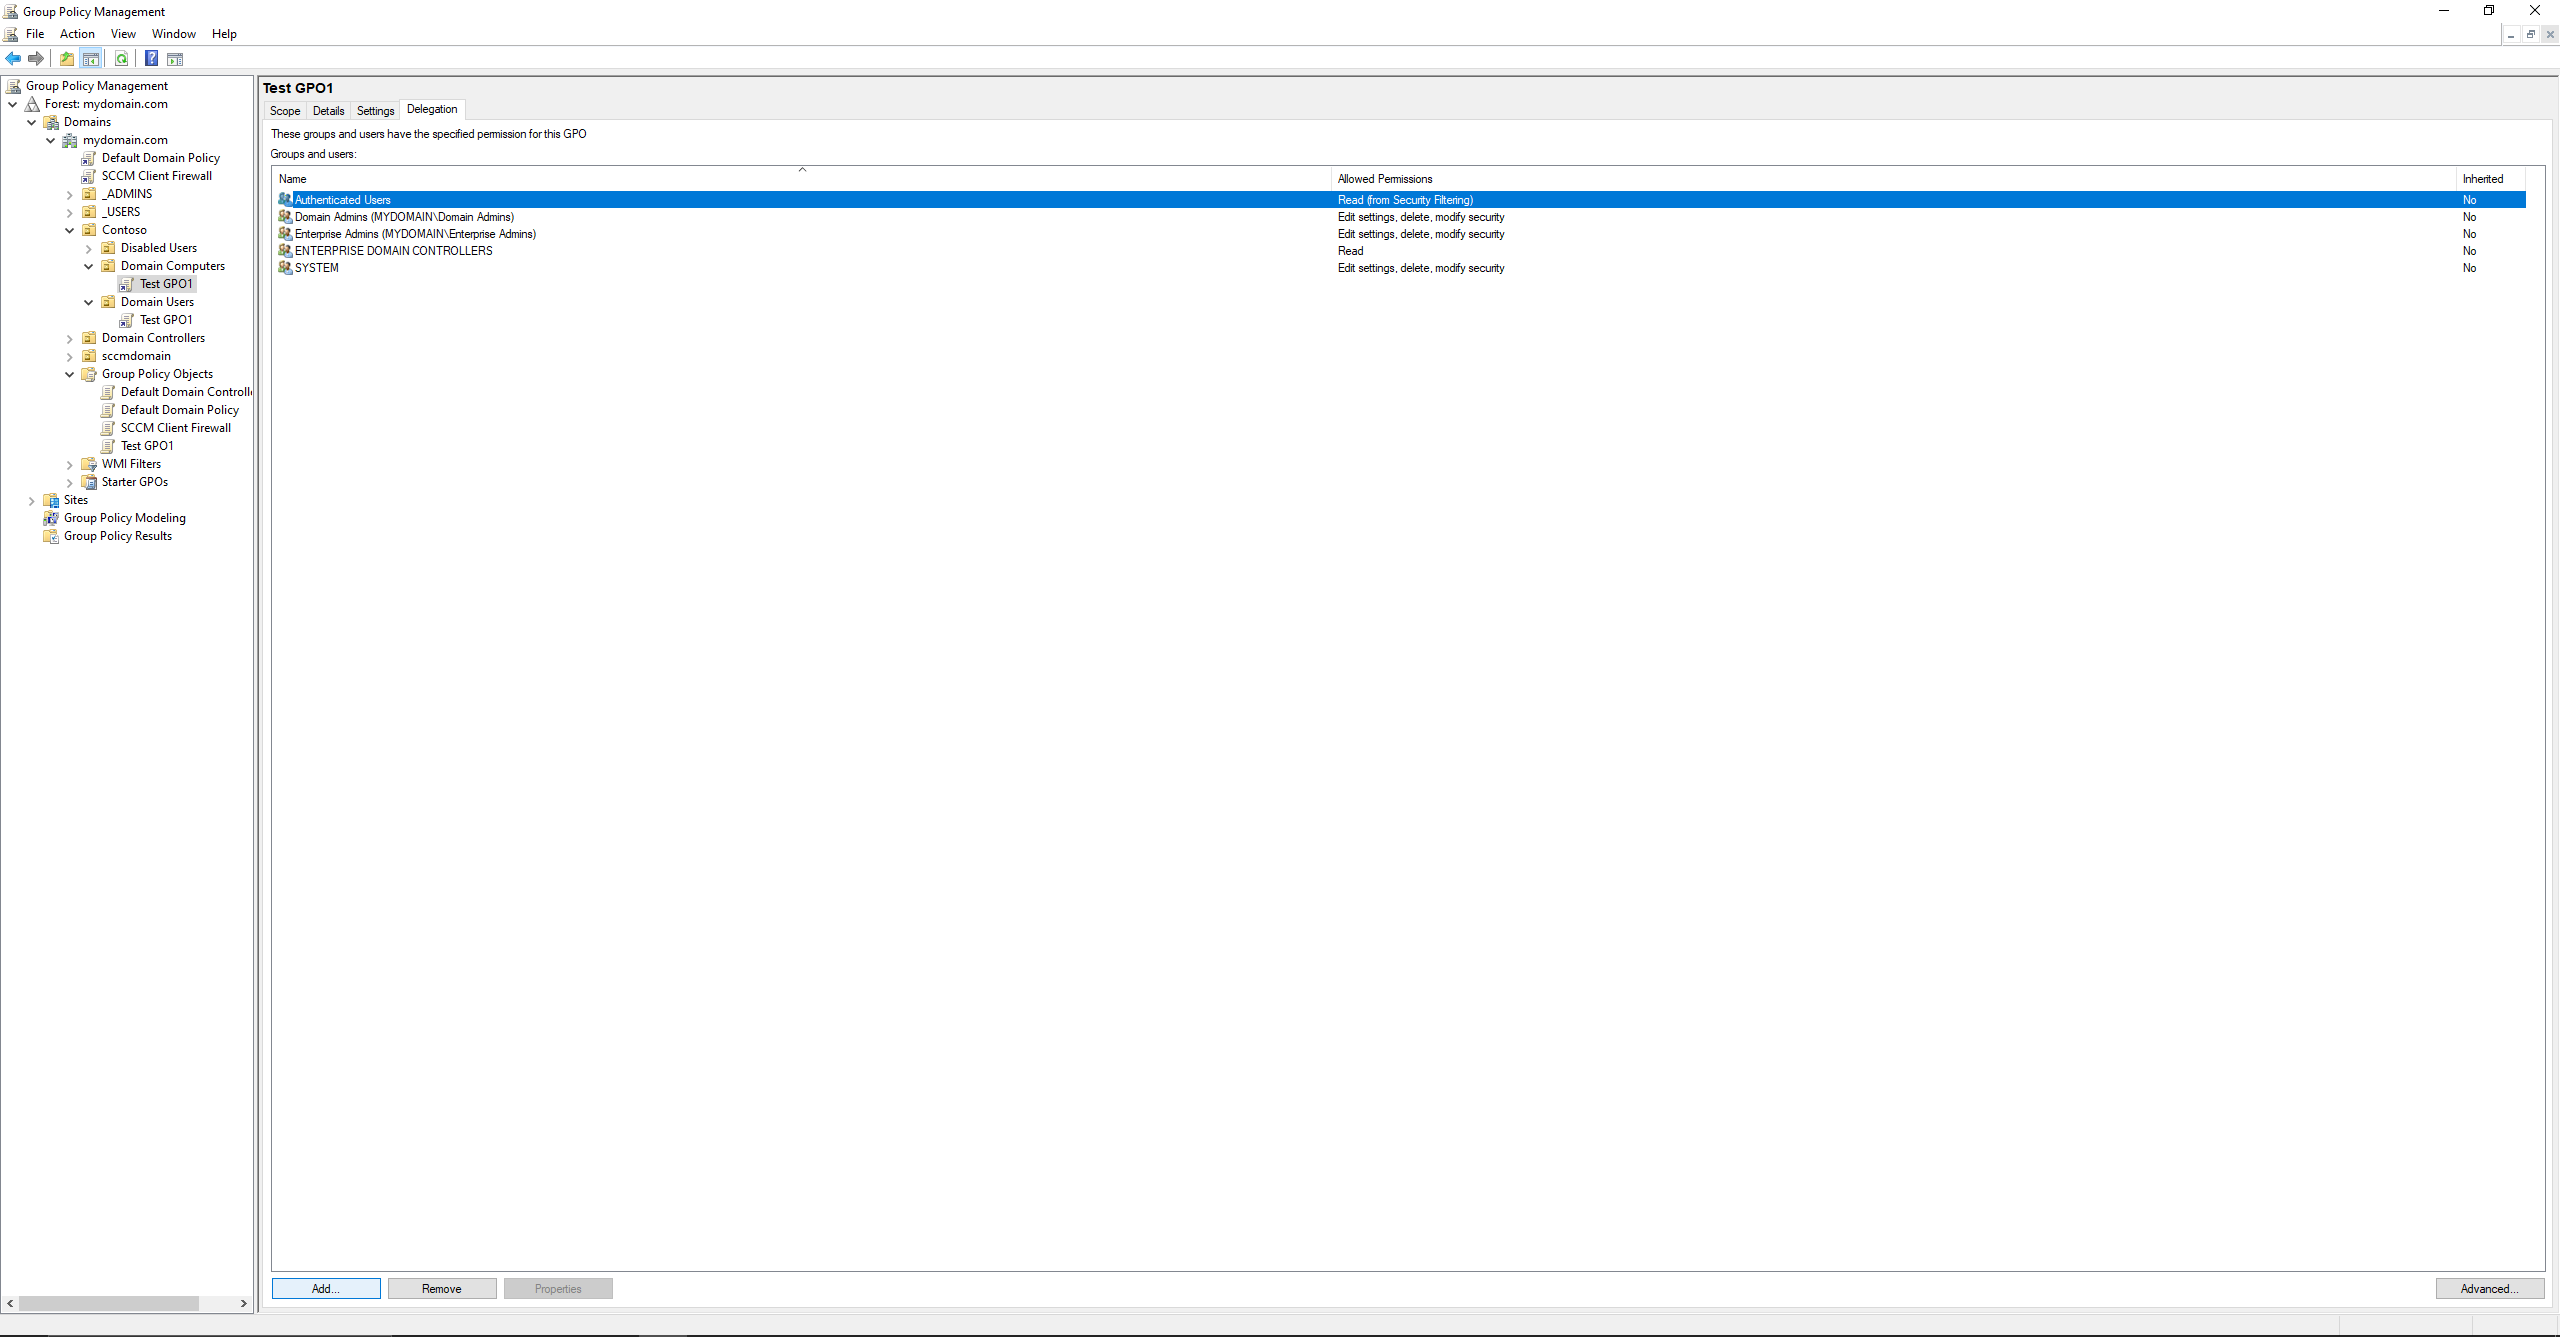 Group Policy Management
File Action View Window Help
Group Policy Management
Forest: mydomain.com
Domains
mydomain.com
Default Domain Policy
SCCM Client Firewall
_ADMINS
_USERS
Contoso
Disabled Users
Domain Computers
Test GPO1
Domain Users
Test GPO1
Domain Controllers
sccmdomain
Group Policy Objects
Default Domain Controll
Default Domain Policy
SCCM Client Firewall
Test GPO1
WMI Filters
Starter GPOs
Sites
Group Policy Modeling
Group Policy Results
Test GPO1
Scope Details Settings Delegation
These groups and users have the specified permission for this GPO
Groups and users:
Name Allowed Permissions Inherited
Authenticated Users Read (from Security Filtering) No
Domain Admins (MYDOMAIN\Domain Admins) Edit settings, delete, modify security No
Enterprise Admins (MYDOMAIN\Enterprise Admins) Edit settings, delete, modify security No
ENTERPRISE DOMAIN CONTROLLERS Read No
SYSTEM Edit settings, delete, modify security No
Add... Remove Properties Advanced...